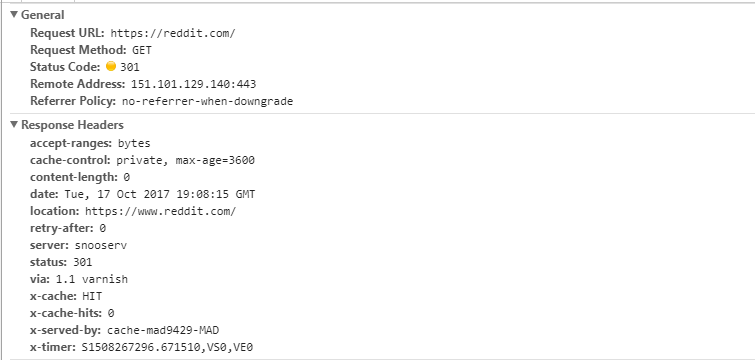 General
Request URL: https://reddit.com/
Request Method: GET
Status Code: 301
Remote Address: 151.101.129.140:443
Referrer Policy: no-referrer-when-downgrade
Response Headers
accept-ranges: bytes
cache-control: private, max-age=3600
content-length: 0
date: Tue, 17 Oct 2017 19:08:15 GMT
location: https://www.reddit.com/
retry-after: 0
server: snooserv
status: 301
via: 1.1 varnish
x-cache: HIT
x-cache-hits: 0
x-served-by: cache-mad9429-MAD
x-timer: S1508267296.671510,VS0,VE0